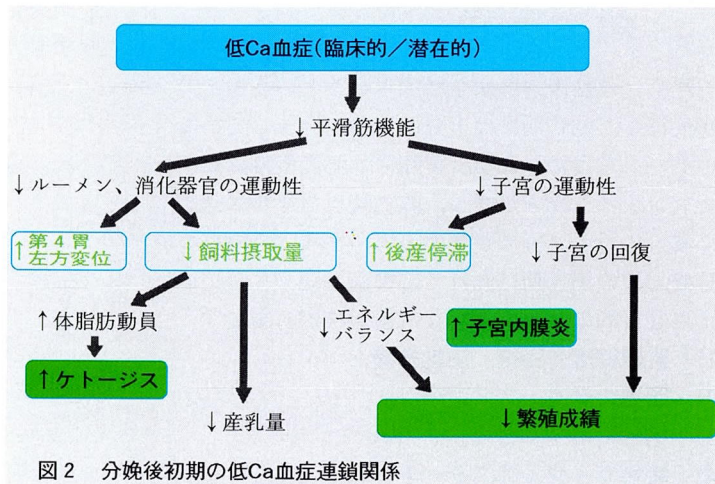 低Ca血症(臨床的/潜在的)
↓平滑筋機能
↓ルーメン、消化器官の運動性
↓子宮の運動性
↑第4胃
左方変位
↓飼料摂取量
↑後産停滞
↓子宮の回復
↑体脂肪動員
↓エネルギー
バランス
↑子宮内膜炎
↑ケトージス
↓産乳量
↓繁殖成績
図2 分娩後初期の低Ca血症連鎖関係